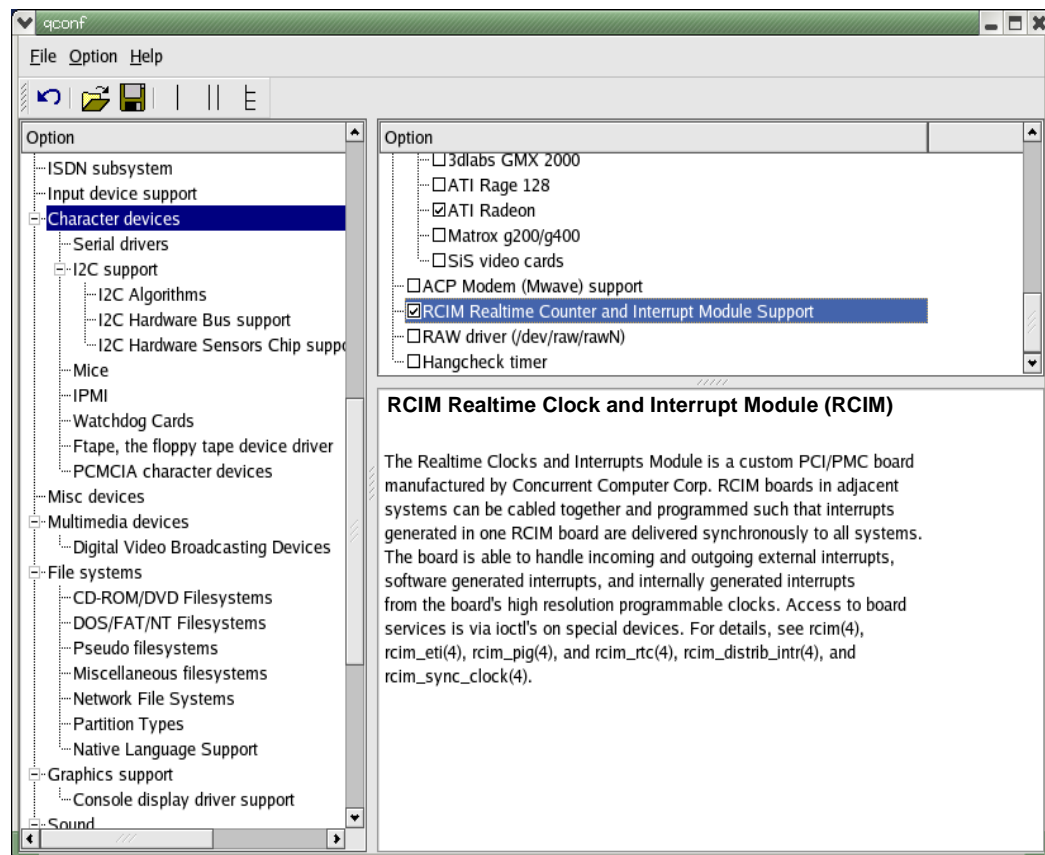 qconf
File Option Help
Option
ISDN subsystem
Input device support
Character devices
Serial drivers
I2C support
I2C Algorithms
I2C Hardware Bus support
I2C Hardware Sensors Chip suppo
Mice
IPMI
Watchdog Cards
Ftape, the floppy tape device driver
PCMCIA character devices
Misc devices
Multimedia devices
Digital Video Broadcasting Devices
File systems
CD-ROM/DVD Filesystems
DOS/FAT/NT Filesystems
Pseudo filesystems
Miscellaneous filesystems
Network File Systems
Partition Types
Native Language Support
Graphics support
Console display driver support
Sound
Option
3dlabs GMX 2000
ATI Rage 128
ATI Radeon
Matrox g200/g400
SiS video cards
ACP Modem (Mwave) support
RCIM Realtime Counter and Interrupt Module Support
RAW driver (/dev/raw/rawN)
Hangcheck timer
RCIM Realtime Clock and Interrupt Module (RCIM)
The Realtime Clocks and Interrupts Module is a custom PCI/PMC board
manufactured by Concurrent Computer Corp. RCIM boards in adjacent
systems can be cabled together and programmed such that interrupts
generated in one RCIM board are delivered synchronously to all systems.
The board is able to handle incoming and outgoing external interrupts,
software generated interrupts, and internally generated interrupts
from the board's high resolution programmable clocks. Access to board
services is via ioctl's on special devices. For details, see rcim(4),
rcim_eti(4), rcim_pig(4), and rcim_rtc(4), rcim_distrib_intr(4), and
rcim_sync_clock(4).